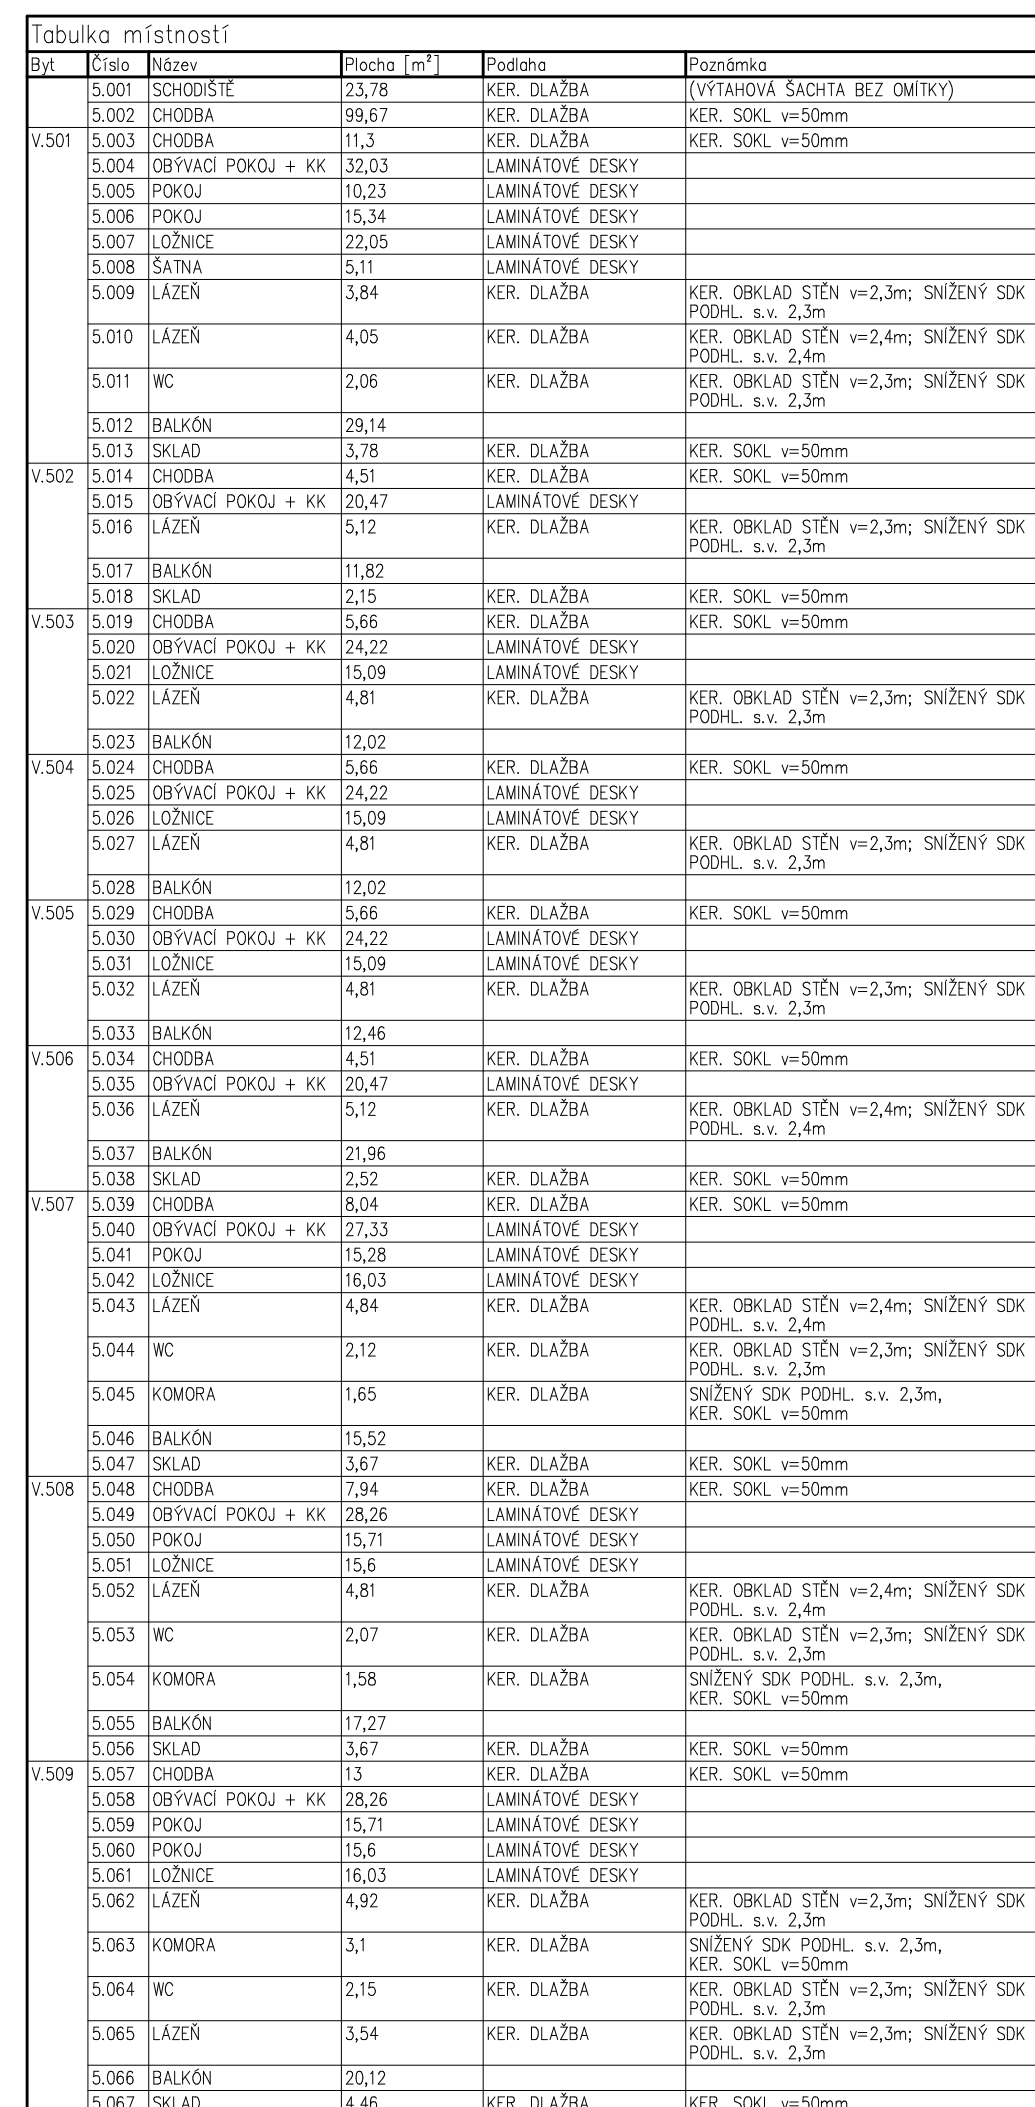 Tabulka místností
Byt Číslo Název Plocha [m²] Podlaha Poznámka
5.001 SCHODIŠTĚ 23,78 KER. DLAŽBA (VÝTAHOVÁ ŠACHTA BEZ OMÍTKY)
5.002 CHODBA 99,67 KER. DLAŽBA KER. SOKL v=50mm
V.501 5.003 CHODBA 11,3 KER. DLAŽBA KER. SOKL v=50mm
5.004 OBÝVACÍ POKOJ + KK 32,03 LAMINÁTOVÉ DESKY
5.005 POKOJ 10,23 LAMINÁTOVÉ DESKY
5.006 POKOJ 15,34 LAMINÁTOVÉ DESKY
5.007 LOŽNICE 22,05 LAMINÁTOVÉ DESKY
5.008 ŠATNA 5,11 LAMINÁTOVÉ DESKY
5.009 LÁZEŇ 3,84 KER. DLAŽBA KER. OBKLAD STĚN v=2,3m; SNÍŽENÝ SDK
PODHL. s.v. 2,3m
5.010 LÁZEŇ 4,05 KER. DLAŽBA KER. OBKLAD STĚN v=2,4m; SNÍŽENÝ SDK
PODHL. s.v. 2,4m
5.011 WC 2,06 KER. DLAŽBA KER. OBKLAD STĚN v=2,3m; SNÍŽENÝ SDK
PODHL. s.v. 2,3m
5.012 BALKÓN 29,14
5.013 SKLAD 3,78 KER. DLAŽBA KER. SOKL v=50mm
V.502 5.014 CHODBA 4,51 KER. DLAŽBA KER. SOKL v=50mm
5.015 OBÝVACÍ POKOJ + KK 20,47 LAMINÁTOVÉ DESKY
5.016 LÁZEŇ 5,12 KER. DLAŽBA KER. OBKLAD STĚN v=2,3m; SNÍŽENÝ SDK
PODHL. s.v. 2,3m
5.017 BALKÓN 11,82
5.018 SKLAD 2,15 KER. DLAŽBA KER. SOKL v=50mm
V.503 5.019 CHODBA 5,66 KER. DLAŽBA KER. SOKL v=50mm
5.020 OBÝVACÍ POKOJ + KK 24,22 LAMINÁTOVÉ DESKY
5.021 LOŽNICE 15,09 LAMINÁTOVÉ DESKY
5.022 LÁZEŇ 4,81 KER. DLAŽBA KER. OBKLAD STĚN v=2,3m; SNÍŽENÝ SDK
PODHL. s.v. 2,3m
5.023 BALKÓN 12,02
V.504 5.024 CHODBA 5,66 KER. DLAŽBA KER. SOKL v=50mm
5.025 OBÝVACÍ POKOJ + KK 24,22 LAMINÁTOVÉ DESKY
5.026 LOŽNICE 15,09 LAMINÁTOVÉ DESKY
5.027 LÁZEŇ 4,81 KER. DLAŽBA KER. OBKLAD STĚN v=2,3m; SNÍŽENÝ SDK
PODHL. s.v. 2,3m
5.028 BALKÓN 12,02
V.505 5.029 CHODBA 5,66 KER. DLAŽBA KER. SOKL v=50mm
5.030 OBÝVACÍ POKOJ + KK 24,22 LAMINÁTOVÉ DESKY
5.031 LOŽNICE 15,09 LAMINÁTOVÉ DESKY
5.032 LÁZEŇ 4,81 KER. DLAŽBA KER. OBKLAD STĚN v=2,3m; SNÍŽENÝ SDK
PODHL. s.v. 2,3m
5.033 BALKÓN 12,46
V.506 5.034 CHODBA 4,51 KER. DLAŽBA KER. SOKL v=50mm
5.035 OBÝVACÍ POKOJ + KK 20,47 LAMINÁTOVÉ DESKY
5.036 LÁZEŇ 5,12 KER. DLAŽBA KER. OBKLAD STĚN v=2,4m; SNÍŽENÝ SDK
PODHL. s.v. 2,4m
5.037 BALKÓN 21,96
5.038 SKLAD 2,52 KER. DLAŽBA KER. SOKL v=50mm
V.507 5.039 CHODBA 8,04 KER. DLAŽBA KER. SOKL v=50mm
5.040 OBÝVACÍ POKOJ + KK 27,33 LAMINÁTOVÉ DESKY
5.041 POKOJ 15,28 LAMINÁTOVÉ DESKY
5.042 LOŽNICE 16,03 LAMINÁTOVÉ DESKY
5.043 LÁZEŇ 4,84 KER. DLAŽBA KER. OBKLAD STĚN v=2,4m; SNÍŽENÝ SDK
PODHL. s.v. 2,4m
5.044 WC 2,12 KER. DLAŽBA KER. OBKLAD STĚN v=2,3m; SNÍŽENÝ SDK
PODHL. s.v. 2,3m
5.045 KOMORA 1,65 KER. DLAŽBA SNÍŽENÝ SDK PODHL. s.v. 2,3m,
KER. SOKL v=50mm
5.046 BALKÓN 15,52
5.047 SKLAD 3,67 KER. DLAŽBA KER. SOKL v=50mm
V.508 5.048 CHODBA 7,94 KER. DLAŽBA KER. SOKL v=50mm
5.049 OBÝVACÍ POKOJ + KK 28,26 LAMINÁTOVÉ DESKY
5.050 POKOJ 15,71 LAMINÁTOVÉ DESKY
5.051 LOŽNICE 15,6 LAMINÁTOVÉ DESKY
5.052 LÁZEŇ 4,81 KER. DLAŽBA KER. OBKLAD STĚN v=2,4m; SNÍŽENÝ SDK
PODHL. s.v. 2,4m
5.053 WC 2,07 KER. DLAŽBA KER. OBKLAD STĚN v=2,3m; SNÍŽENÝ SDK
PODHL. s.v. 2,3m
5.054 KOMORA 1,58 KER. DLAŽBA SNÍŽENÝ SDK PODHL. s.v. 2,3m,
KER. SOKL v=50mm
5.055 BALKÓN 17,27
5.056 SKLAD 3,67 KER. DLAŽBA KER. SOKL v=50mm
V.509 5.057 CHODBA 13 KER. DLAŽBA KER. SOKL v=50mm
5.058 OBÝVACÍ POKOJ + KK 28,26 LAMINÁTOVÉ DESKY
5.059 POKOJ 15,71 LAMINÁTOVÉ DESKY
5.060 POKOJ 15,6 LAMINÁTOVÉ DESKY
5.061 LOŽNICE 16,03 LAMINÁTOVÉ DESKY
5.062 LÁZEŇ 4,92 KER. DLAŽBA KER. OBKLAD STĚN v=2,3m; SNÍŽENÝ SDK
PODHL. s.v. 2,3m
5.063 KOMORA 3,1 KER. DLAŽBA SNÍŽENÝ SDK PODHL. s.v. 2,3m,
KER. SOKL v=50mm
5.064 WC 2,15 KER. DLAŽBA KER. OBKLAD STĚN v=2,3m; SNÍŽENÝ SDK
PODHL. s.v. 2,3m
5.065 LÁZEŇ 3,54 KER. DLAŽBA KER. OBKLAD STĚN v=2,3m; SNÍŽENÝ SDK
PODHL. s.v. 2,3m
5.066 BALKÓN 20,12
5.067 SKLAD 4,46 KER. DLAŽBA KER. SOKL v=50mm